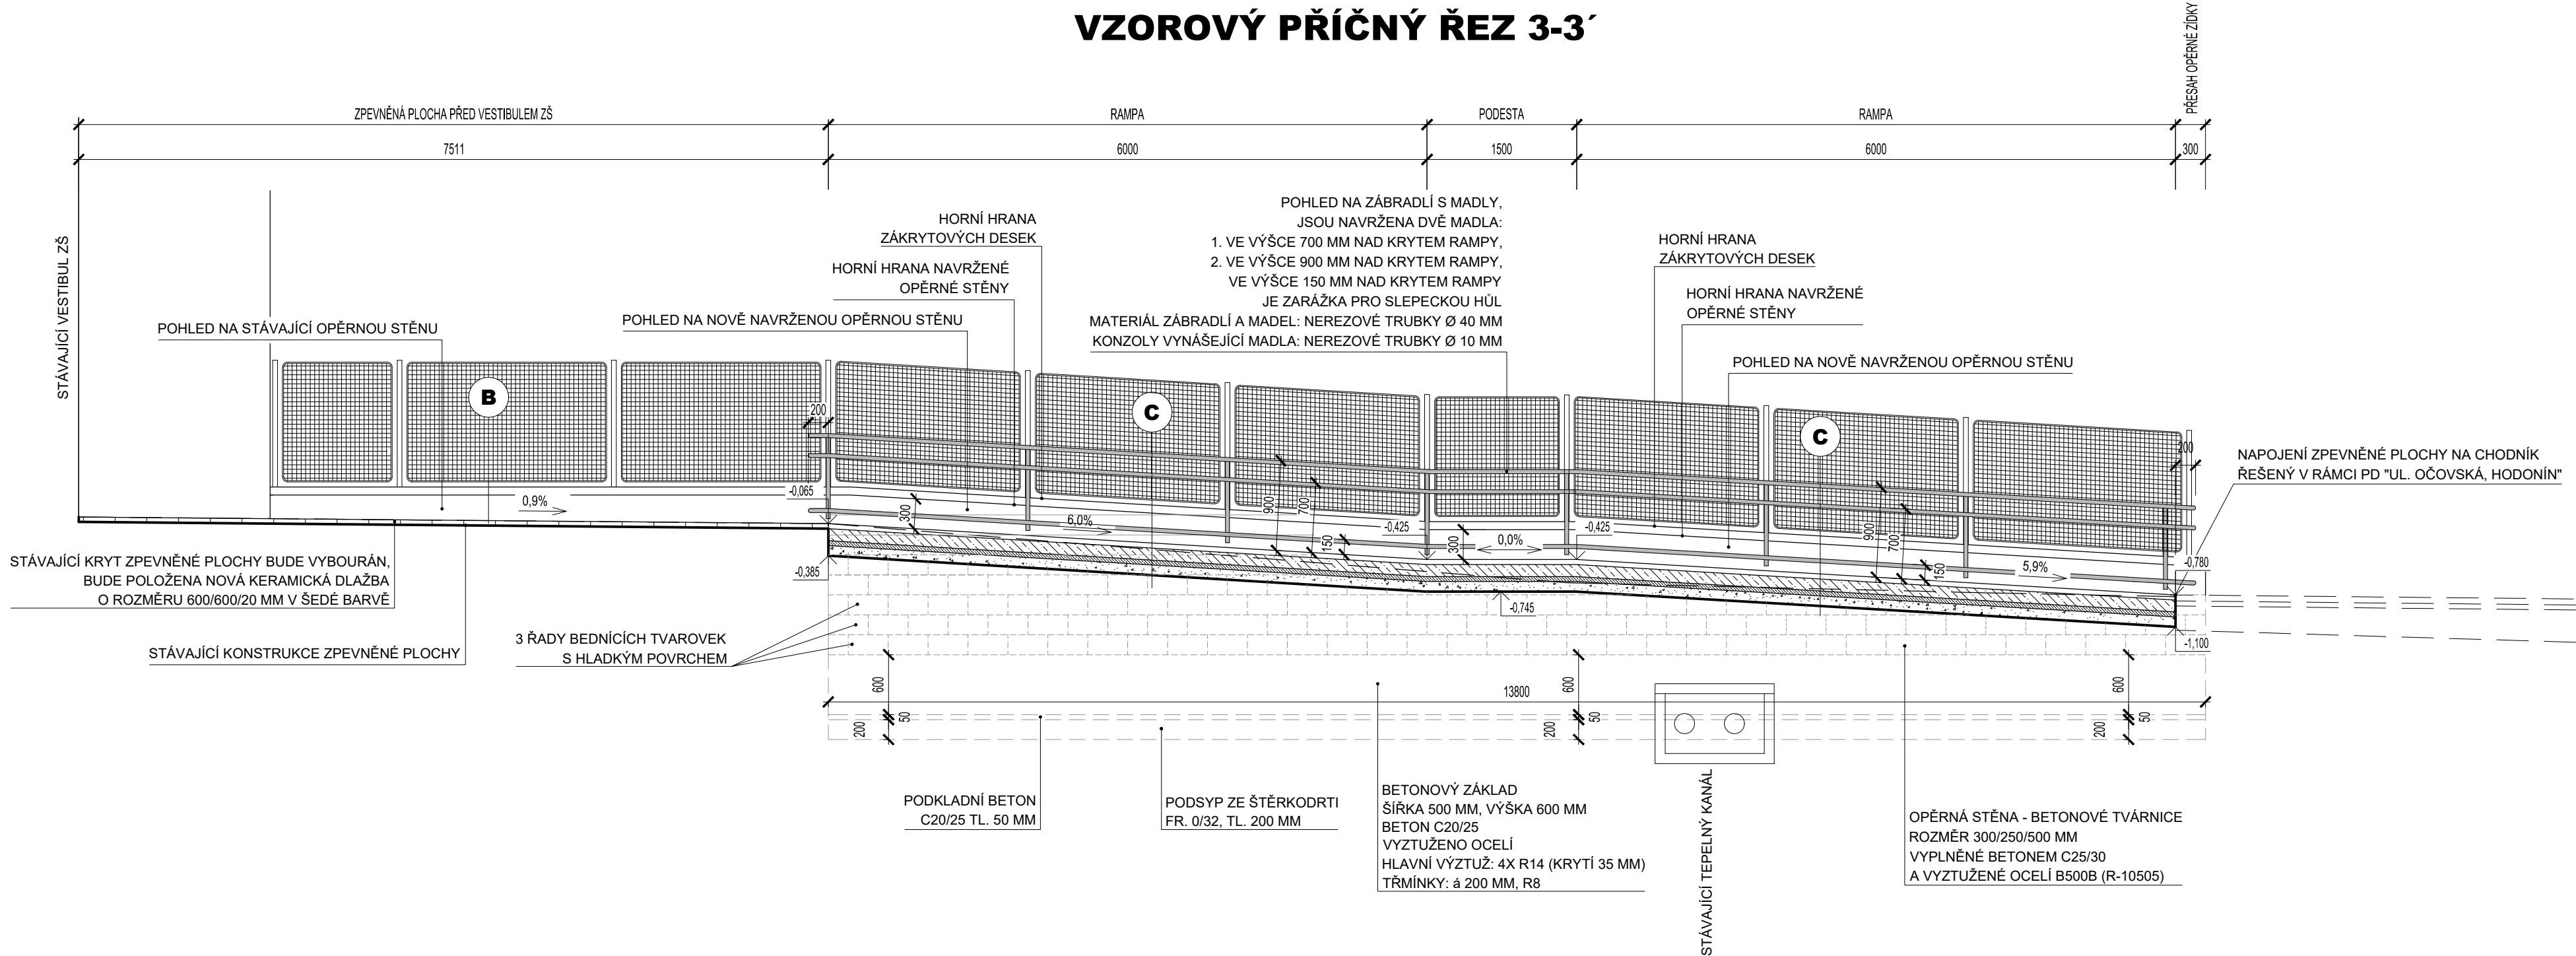 VZOROVÝ PŘÍČNÝ ŘEZ 3-3´
PŘESAH OPĚRNÉ ZÍDKY
ZPEVNĚNÁ PLOCHA PŘED VESTIBULEM ZŠ
RAMPA
PODESTA
RAMPA
7511
6000
1500
6000
300
STÁVAJÍCÍ VESTIBUL ZŠ
POHLED NA STÁVAJÍCÍ OPĚRNOU STĚNU
HORNÍ HRANA
ZÁKRYTOVÝCH DESEK
HORNÍ HRANA NAVRŽENÉ
OPĚRNÉ STĚNY
POHLED NA NOVĚ NAVRŽENOU OPĚRNOU STĚNU
POHLED NA ZÁBRADLÍ S MADLY,
JSOU NAVRŽENA DVĚ MADLA:
1. VE VÝŠCE 700 MM NAD KRYTEM RAMPY,
2. VE VÝŠCE 900 MM NAD KRYTEM RAMPY,
VE VÝŠCE 150 MM NAD KRYTEM RAMPY
JE ZARÁŽKA PRO SLEPECKOU HŮL
MATERIÁL ZÁBRADLÍ A MADEL: NEREZOVÉ TRUBKY Ø 40 MM
KONZOLY VYNÁŠEJÍCÍ MADLA: NEREZOVÉ TRUBKY Ø 10 MM
HORNÍ HRANA
ZÁKRYTOVÝCH DESEK
HORNÍ HRANA NAVRŽENÉ
OPĚRNÉ STĚNY
POHLED NA NOVĚ NAVRŽENOU OPĚRNOU STĚNU
NAPOJENÍ ZPEVNĚNÉ PLOCHY NA CHODNÍK
ŘEŠENÝ V RÁMCI PD "UL. OČOVSKÁ, HODONÍN"
B
C
C
200
200
0,9%
-0,065
300
6,0%
900
700
150
-0,425
300
0,0%
-0,425
900
700
150
5,9%
-0,780
-0,385
-0,745
-1,100
STÁVAJÍCÍ KRYT ZPEVNĚNÉ PLOCHY BUDE VYBOURÁN,
BUDE POLOŽENA NOVÁ KERAMICKÁ DLAŽBA
O ROZMĚRU 600/600/20 MM V ŠEDÉ BARVĚ
STÁVAJÍCÍ KONSTRUKCE ZPEVNĚNÉ PLOCHY
3 ŘADY BEDNÍCÍCH TVAROVEK
S HLADKÝM POVRCHEM
600
13800
600
600
50
50
50
200
200
200
PODKLADNÍ BETON
C20/25 TL. 50 MM
PODSYP ZE ŠTĚRKODRTI
FR. 0/32, TL. 200 MM
BETONOVÝ ZÁKLAD
ŠÍŘKA 500 MM, VÝŠKA 600 MM
BETON C20/25
VYZTUŽENO OCELÍ
HLAVNÍ VÝZTUŽ: 4X R14 (KRYTÍ 35 MM)
TŘMÍNKY: á 200 MM, R8
STÁVAJÍCÍ TEPELNÝ KANÁL
OPĚRNÁ STĚNA - BETONOVÉ TVÁRNICE
ROZMĚR 300/250/500 MM
VYPLNĚNÉ BETONEM C25/30
A VYZTUŽENÉ OCELÍ B500B (R-10505)